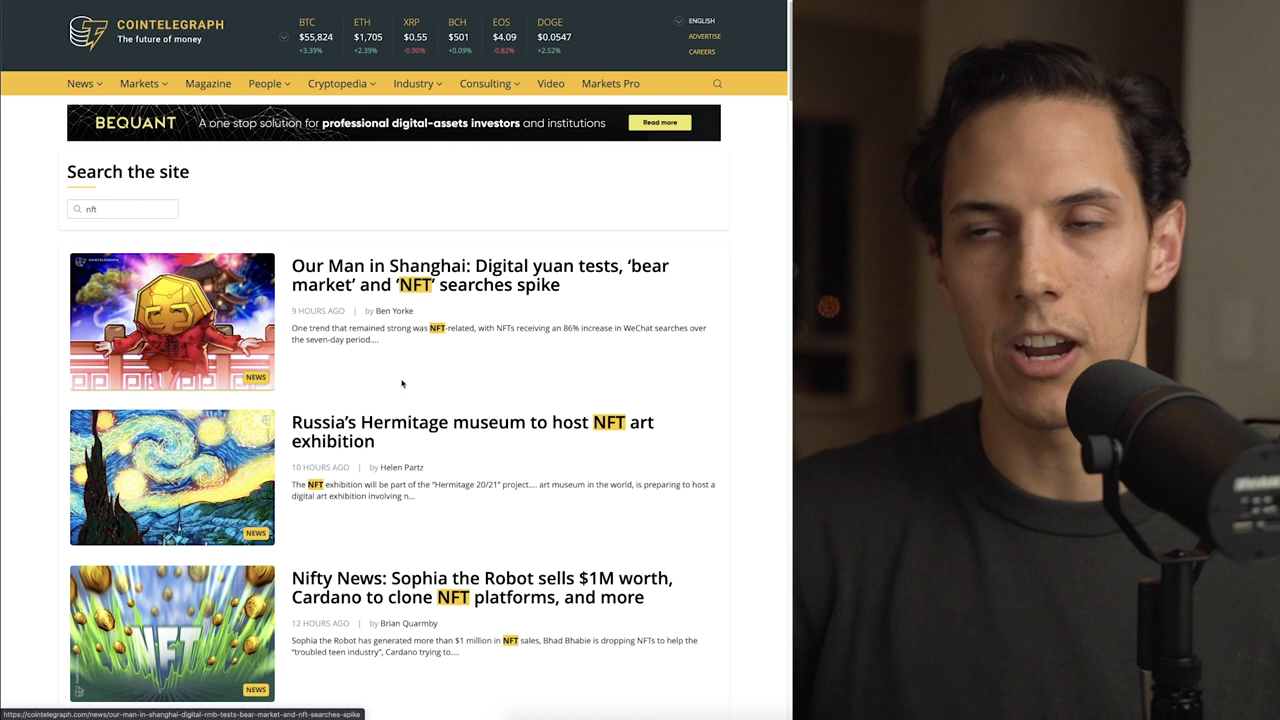 COINTELEGRAPH
The future of money
BTC
$55,824
+3.39%
ETH
$1,705
+2.39%
XRP
$0.55
-0.90%
BCH
$501
+0.09%
EOS
$4.09
-0.82%
DOGE
$0.0547
+2.52%
ENGLISH
ADVERTISE
CAREERS
News
Markets
Magazine
People
Cryptopedia
Industry
Consulting
Video
Markets Pro
BEQUANT A one stop solution for professional digital-assets investors and institutions Read more
Search the site
nft
COINTELEGRAPH
NEWS
Our Man in Shanghai: Digital yuan tests, ‘bear
market’ and ‘NFT’ searches spike
9 HOURS AGO | by Ben Yorke
One trend that remained strong was NFT-related, with NFTs receiving an 86% increase in WeChat searches over
the seven-day period....
NEWS
Russia’s Hermitage museum to host NFT art
exhibition
10 HOURS AGO | by Helen Partz
The NFT exhibition will be part of the “Hermitage 20/21” project.... art museum in the world, is preparing to host a
digital art exhibition involving n...
NFT
NEWS
Nifty News: Sophia the Robot sells $1M worth,
Cardano to clone NFT platforms, and more
12 HOURS AGO | by Brian Quarmby
Sophia the Robot has generated more than $1 million in NFT sales, Bhad Bhabie is dropping NFTs to help the
“troubled teen industry”, Cardano trying to....
https://cointelegraph.com/news/our-man-in-shanghai-digital-rmb-tests-bear-market-and-nft-searches-spike